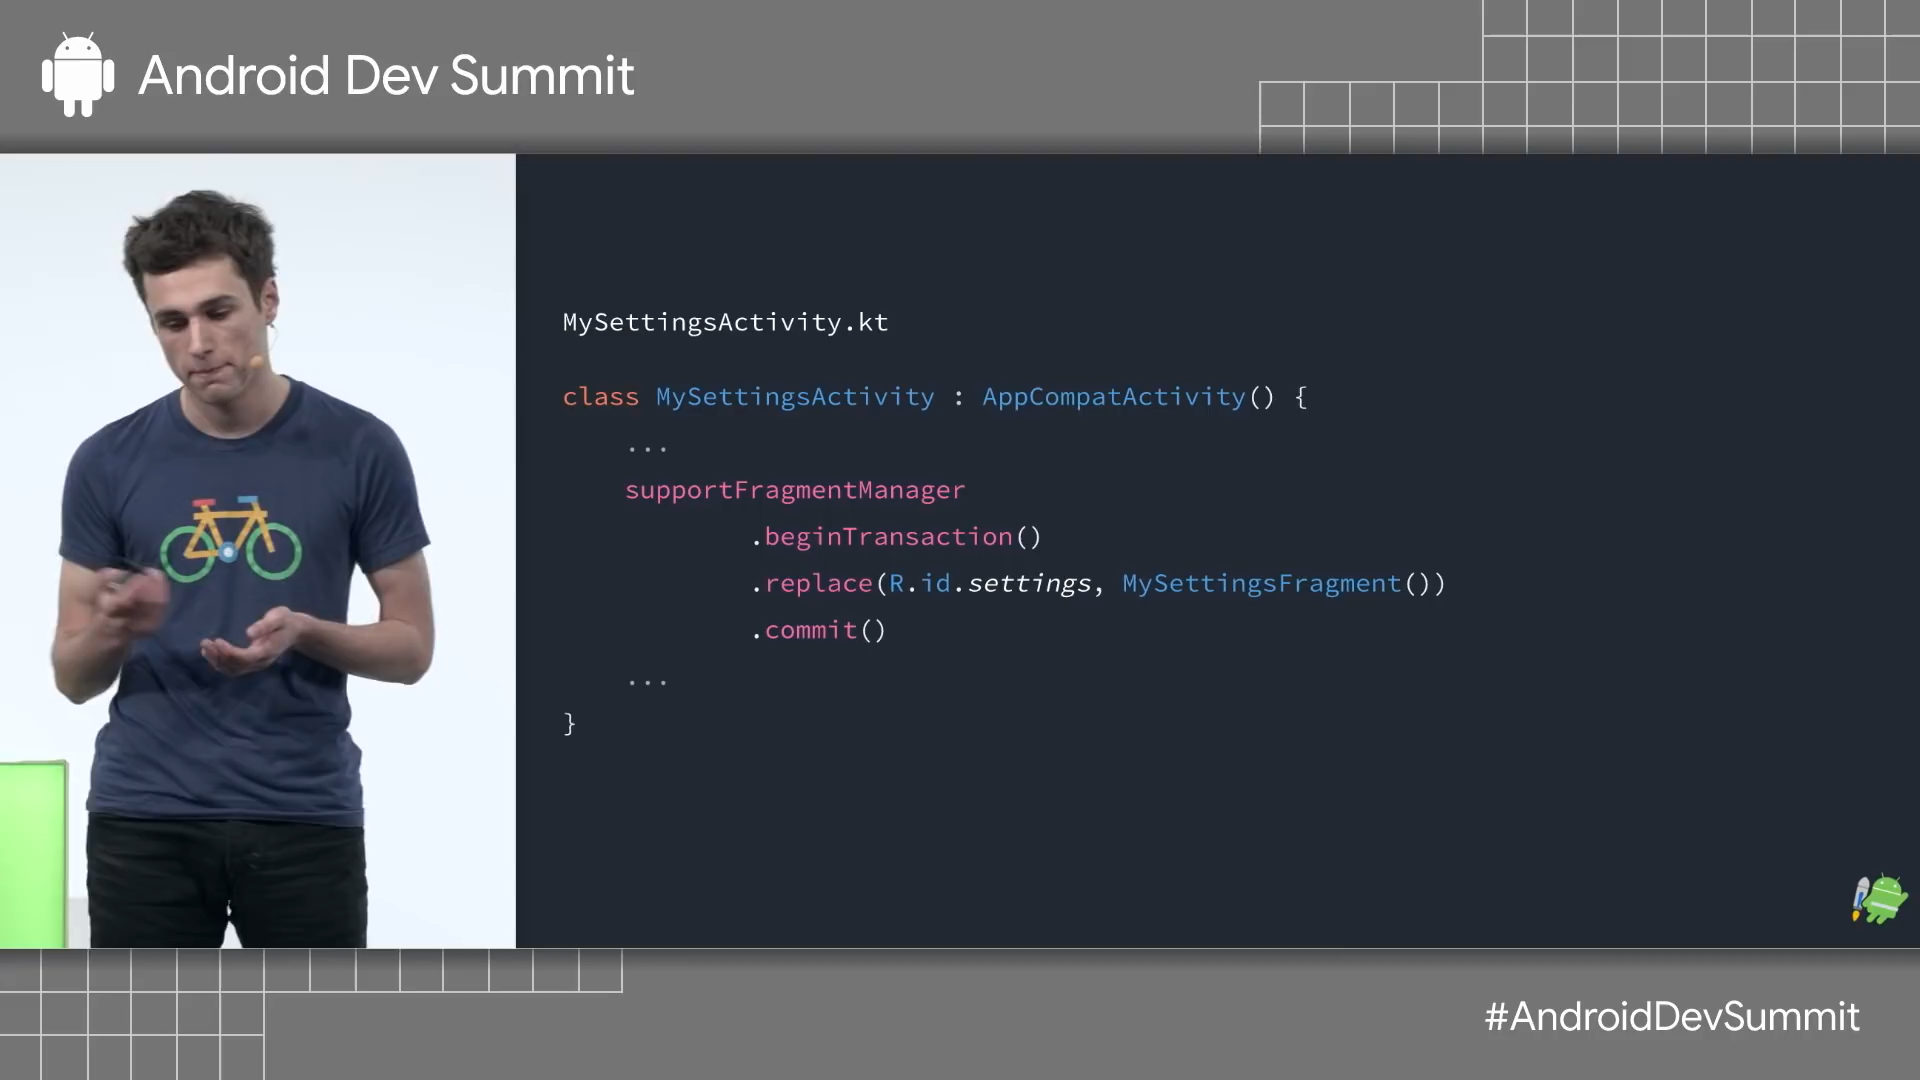 Android Dev Summit
MySettingsActivity.kt
class MySettingsActivity : AppCompatActivity() {
...
supportFragmentManager
.beginTransaction()
.replace(R.id.settings, MySettingsFragment())
.commit()
...
}
#AndroidDevSummit